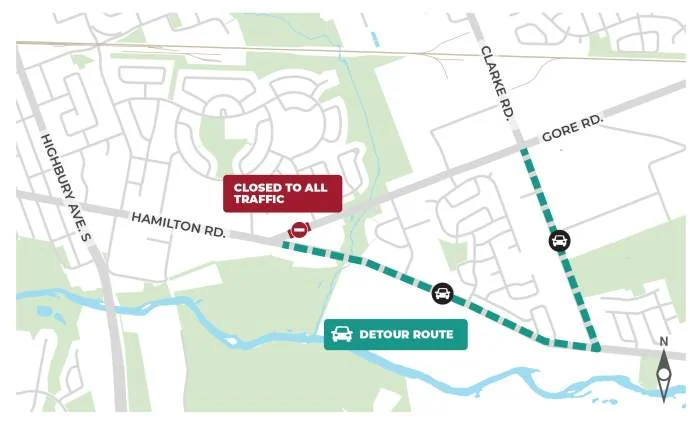 CLARKE RD.
GORE RD.
HIGHBURY AVE. S
CLOSED TO ALL
TRAFFIC
HAMILTON RD.
DETOUR ROUTE
N